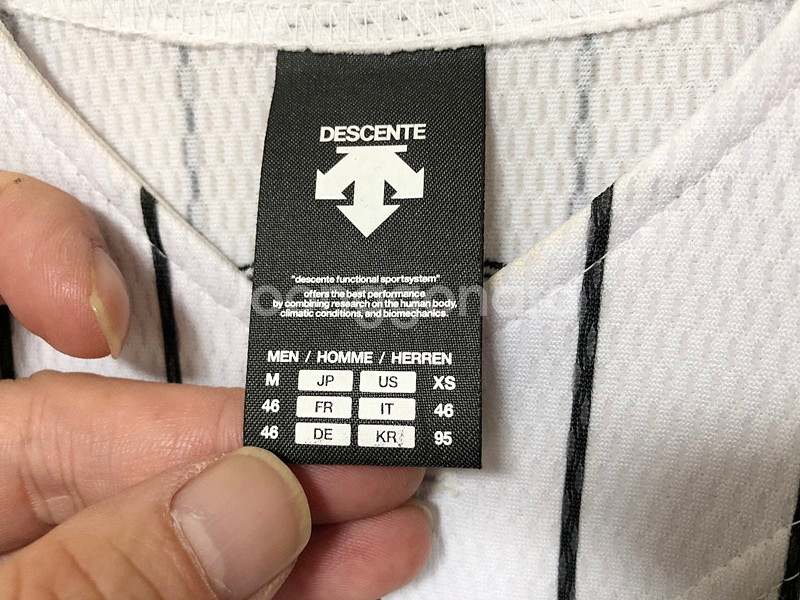 DESCENTE
"descente functional sportsystem"
offers the best performance
by combining research on the human body,
climatic conditions, and biomechanics.
MEN / HOMME / HERREN
M JP US XS
46 FR IT 46
46 DE KR 95